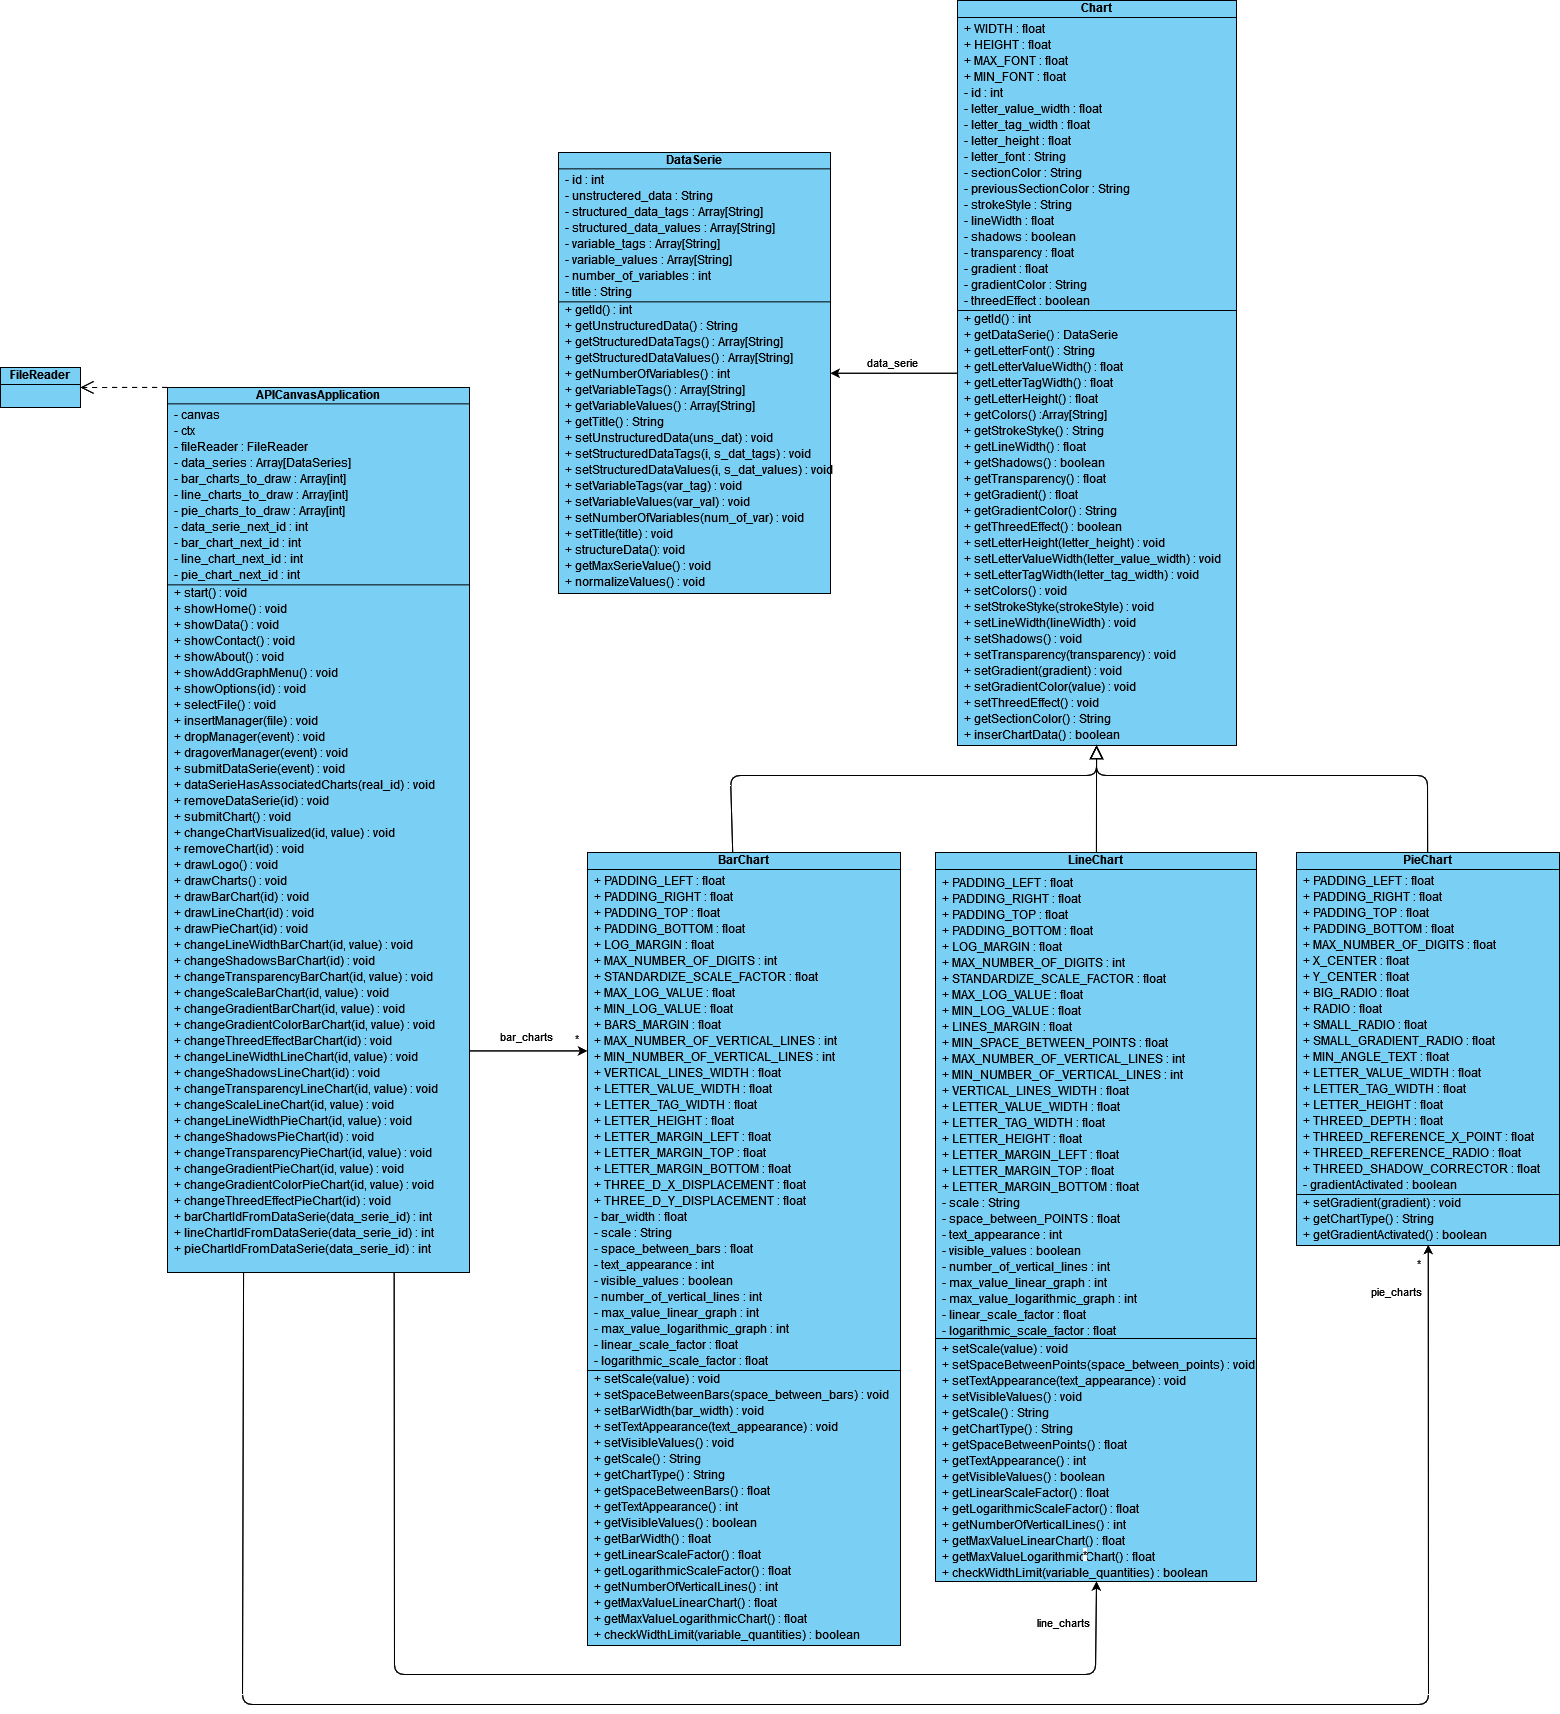 Chart
+ WIDTH : float
+ HEIGHT : float
+ MAX_FONT : float
+ MIN_FONT : float
- id : int
- letter_value_width : float
- letter_tag_width : float
- letter_height : float
- letter_font : String
- sectionColor : String
- previousSectionColor : String
- strokeStyle : String
- lineWidth : float
- shadows : boolean
- transparency : float
- gradient : float
- gradientColor : String
- threedEffect : boolean
+ getId() : int
+ getDataSerie() : DataSerie
+ getLetterFont() : String
+ getLetterValueWidth() : float
+ getLetterTagWidth() : float
+ getLetterHeight() : float
+ getColors() :Array[String]
+ getStrokeStyke() : String
+ getLineWidth() : float
+ getShadows() : boolean
+ getTransparency() : float
+ getGradient() : float
+ getGradientColor() : String
+ getThreedEffect() : boolean
+ setLetterHeight(letter_height) : void
+ setLetterValueWidth(letter_value_width) : void
+ setLetterTagWidth(letter_tag_width) : void
+ setColors() : void
+ setStrokeStyke(strokeStyle) : void
+ setLineWidth(lineWidth) : void
+ setShadows() : void
+ setTransparency(transparency) : void
+ setGradient(gradient) : void
+ setGradientColor(value) : void
+ setThreedEffect() : void
+ getSectionColor() : String
+ inserChartData() : boolean
DataSerie
- id : int
- unstructered_data : String
- structured_data_tags : Array[String]
- structured_data_values : Array[String]
- variable_tags : Array[String]
- variable_values : Array[String]
- number_of_variables : int
- title : String
+ getId() : int
+ getUnstructuredData() : String
+ getStructuredDataTags() : Array[String]
+ getStructuredDataValues() : Array[String]
+ getNumberOfVariables() : int
+ getVariableTags() : Array[String]
+ getVariableValues() : Array[String]
+ getTitle() : String
+ setUnstructuredData(uns_dat) : void
+ setStructuredDataTags(i, s_dat_tags) : void
+ setStructuredDataValues(i, s_dat_values) : void
+ setVariableTags(var_tag) : void
+ setVariableValues(var_val) : void
+ setNumberOfVariables(num_of_var) : void
+ setTitle(title) : void
+ structureData(): void
+ getMaxSerieValue() : void
+ normalizeValues() : void
data_serie
FileReader
APICanvasApplication
- canvas
- ctx
- fileReader : FileReader
- data_series : Array[DataSeries]
- bar_charts_to_draw : Array[int]
- line_charts_to_draw : Array[int]
- pie_charts_to_draw : Array[int]
- data_serie_next_id : int
- bar_chart_next_id : int
- line_chart_next_id : int
- pie_chart_next_id : int
+ start() : void
+ showHome() : void
+ showData() : void
+ showContact() : void
+ showAbout() : void
+ showAddGraphMenu() : void
+ showOptions(id) : void
+ selectFile() : void
+ insertManager(file) : void
+ dropManager(event) : void
+ dragoverManager(event) : void
+ submitDataSerie(event) : void
+ dataSerieHasAssociatedCharts(real_id) : void
+ removeDataSerie(id) : void
+ submitChart() : void
+ changeChartVisualized(id, value) : void
+ removeChart(id) : void
+ drawLogo() : void
+ drawCharts() : void
+ drawBarChart(id) : void
+ drawLineChart(id) : void
+ drawPieChart(id) : void
+ changeLineWidthBarChart(id, value) : void
+ changeShadowsBarChart(id) : void
+ changeTransparencyBarChart(id, value) : void
+ changeScaleBarChart(id, value) : void
+ changeGradientBarChart(id, value) : void
+ changeGradientColorBarChart(id, value) : void
+ changeThreedEffectBarChart(id) : void
+ changeLineWidthLineChart(id, value) : void
+ changeShadowsLineChart(id) : void
+ changeTransparencyLineChart(id, value) : void
+ changeScaleLineChart(id, value) : void
+ changeLineWidthPieChart(id, value) : void
+ changeShadowsPieChart(id) : void
+ changeTransparencyPieChart(id, value) : void
+ changeGradientPieChart(id, value) : void
+ changeGradientColorPieChart(id, value) : void
+ changeThreedEffectPieChart(id) : void
+ barChartIdFromDataSerie(data_serie_id) : int
+ lineChartIdFromDataSerie(data_serie_id) : int
+ pieChartIdFromDataSerie(data_serie_id) : int
bar_charts
*
BarChart
+ PADDING_LEFT : float
+ PADDING_RIGHT : float
+ PADDING_TOP : float
+ PADDING_BOTTOM : float
+ LOG_MARGIN : float
+ MAX_NUMBER_OF_DIGITS : int
+ STANDARDIZE_SCALE_FACTOR : float
+ MAX_LOG_VALUE : float
+ MIN_LOG_VALUE : float
+ BARS_MARGIN : float
+ MAX_NUMBER_OF_VERTICAL_LINES : int
+ MIN_NUMBER_OF_VERTICAL_LINES : int
+ VERTICAL_LINES_WIDTH : float
+ LETTER_VALUE_WIDTH : float
+ LETTER_TAG_WIDTH : float
+ LETTER_HEIGHT : float
+ LETTER_MARGIN_LEFT : float
+ LETTER_MARGIN_TOP : float
+ LETTER_MARGIN_BOTTOM : float
+ THREE_D_X_DISPLACEMENT : float
+ THREE_D_Y_DISPLACEMENT : float
- bar_width : float
- scale : String
- space_between_bars : float
- text_appearance : int
- visible_values : boolean
- number_of_vertical_lines : int
- max_value_linear_graph : int
- max_value_logarithmic_graph : int
- linear_scale_factor : float
- logarithmic_scale_factor : float
+ setScale(value) : void
+ setSpaceBetweenBars(space_between_bars) : void
+ setBarWidth(bar_width) : void
+ setTextAppearance(text_appearance) : void
+ setVisibleValues() : void
+ getScale() : String
+ getChartType() : String
+ getSpaceBetweenBars() : float
+ getTextAppearance() : int
+ getVisibleValues() : boolean
+ getBarWidth() : float
+ getLinearScaleFactor() : float
+ getLogarithmicScaleFactor() : float
+ getNumberOfVerticalLines() : int
+ getMaxValueLinearChart() : float
+ getMaxValueLogarithmicChart() : float
+ checkWidthLimit(variable_quantities) : boolean
LineChart
+ PADDING_LEFT : float
+ PADDING_RIGHT : float
+ PADDING_TOP : float
+ PADDING_BOTTOM : float
+ LOG_MARGIN : float
+ MAX_NUMBER_OF_DIGITS : int
+ STANDARDIZE_SCALE_FACTOR : float
+ MAX_LOG_VALUE : float
+ MIN_LOG_VALUE : float
+ LINES_MARGIN : float
+ MIN_SPACE_BETWEEN_POINTS : float
+ MAX_NUMBER_OF_VERTICAL_LINES : int
+ MIN_NUMBER_OF_VERTICAL_LINES : int
+ VERTICAL_LINES_WIDTH : float
+ LETTER_VALUE_WIDTH : float
+ LETTER_TAG_WIDTH : float
+ LETTER_HEIGHT : float
+ LETTER_MARGIN_LEFT : float
+ LETTER_MARGIN_TOP : float
+ LETTER_MARGIN_BOTTOM : float
- scale : String
- space_between_POINTS : float
- text_appearance : int
- visible_values : boolean
- number_of_vertical_lines : int
- max_value_linear_graph : int
- max_value_logarithmic_graph : int
- linear_scale_factor : float
- logarithmic_scale_factor : float
+ setScale(value) : void
+ setSpaceBetweenPoints(space_between_points) : void
+ setTextAppearance(text_appearance) : void
+ setVisibleValues() : void
+ getScale() : String
+ getChartType() : String
+ getSpaceBetweenPoints() : float
+ getTextAppearance() : int
+ getVisibleValues() : boolean
+ getLinearScaleFactor() : float
+ getLogarithmicScaleFactor() : float
+ getNumberOfVerticalLines() : int
+ getMaxValueLinearChart() : float
+ getMaxValueLogarithmicChart() : float
+ checkWidthLimit(variable_quantities) : boolean
line_charts
PieChart
+ PADDING_LEFT : float
+ PADDING_RIGHT : float
+ PADDING_TOP : float
+ PADDING_BOTTOM : float
+ MAX_NUMBER_OF_DIGITS : float
+ X_CENTER : float
+ Y_CENTER : float
+ BIG_RADIO : float
+ RADIO : float
+ SMALL_RADIO : float
+ SMALL_GRADIENT_RADIO : float
+ MIN_ANGLE_TEXT : float
+ LETTER_VALUE_WIDTH : float
+ LETTER_TAG_WIDTH : float
+ LETTER_HEIGHT : float
+ THREED_DEPTH : float
+ THREED_REFERENCE_X_POINT : float
+ THREED_REFERENCE_RADIO : float
+ THREED_SHADOW_CORRECTOR : float
- gradientActivated : boolean
+ setGradient(gradient) : void
+ getChartType() : String
+ getGradientActivated() : boolean
*
pie_charts